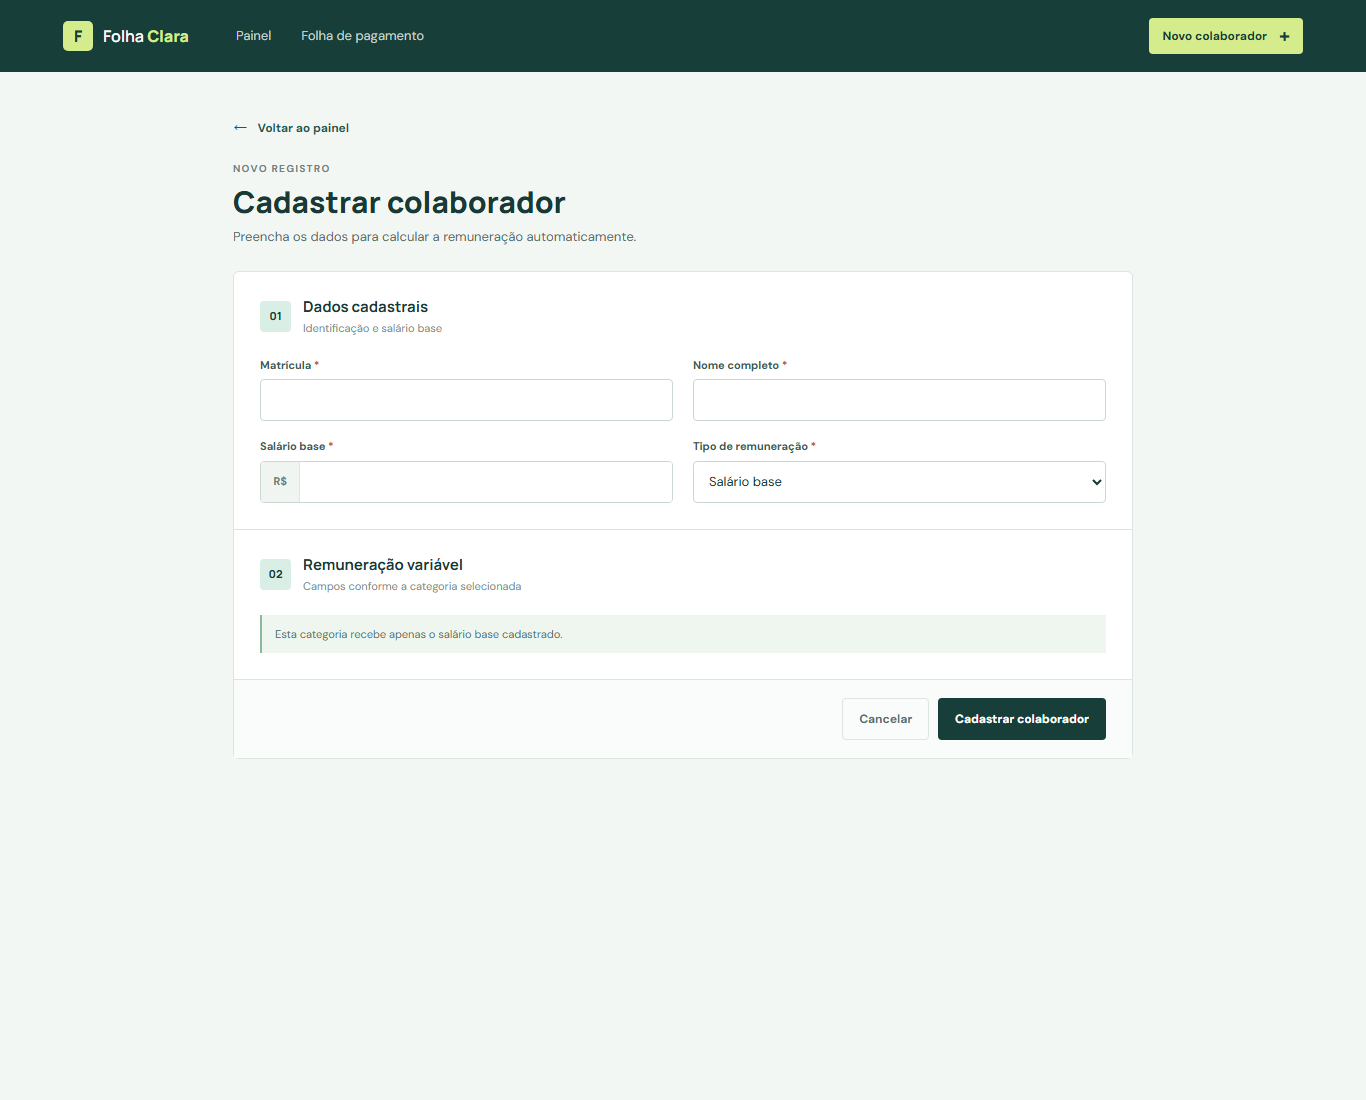 F Folha Clara Painel Folha de pagamento Novo colaborador +
← Voltar ao painel
NOVO REGISTRO
Cadastrar colaborador
Preencha os dados para calcular a remuneração automaticamente.
01 Dados cadastrais
Identificação e salário base
Matrícula * Nome completo *
Salário base * Tipo de remuneração *
R$ Salário base
02 Remuneração variável
Campos conforme a categoria selecionada
Esta categoria recebe apenas o salário base cadastrado.
Cancelar Cadastrar colaborador